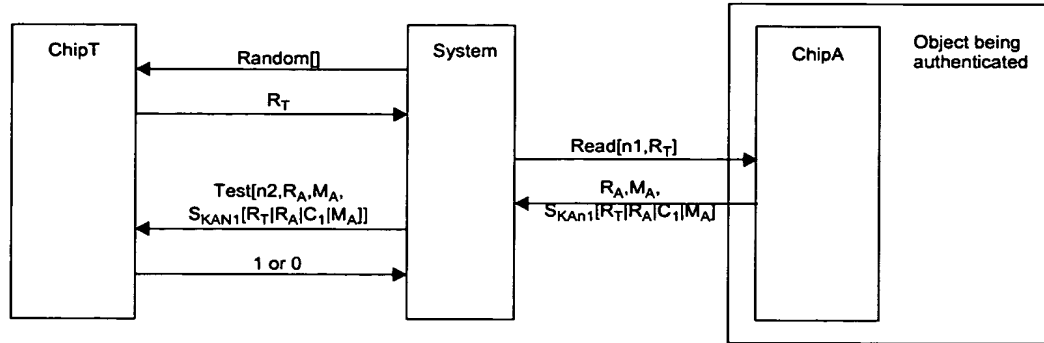 ChipT
System
ChipA
Object being
authenticated
Random[]
R_T
Read[n1,R_T]
Test[n2,R_A,M_A,
S_KAN1[R_T|R_A|C_1|M_A]]
R_A,M_A,
S_KAn1[R_T|R_A|C_1|M_A]
1 or 0